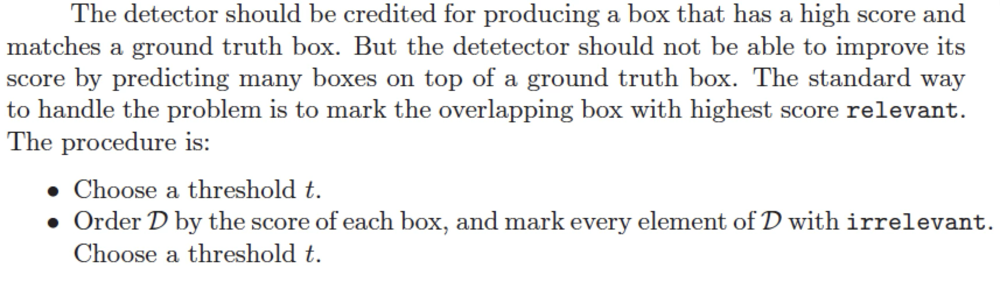 The detector should be credited for producing a box that has a high score and
matches a ground truth box. But the detetector should not be able to improve its
score by predicting many boxes on top of a ground truth box. The standard way
to handle the problem is to mark the overlapping box with highest score relevant.
The procedure is:
• Choose a threshold t.
• Order 𝒟 by the score of each box, and mark every element of 𝒟 with irrelevant.
Choose a threshold t.